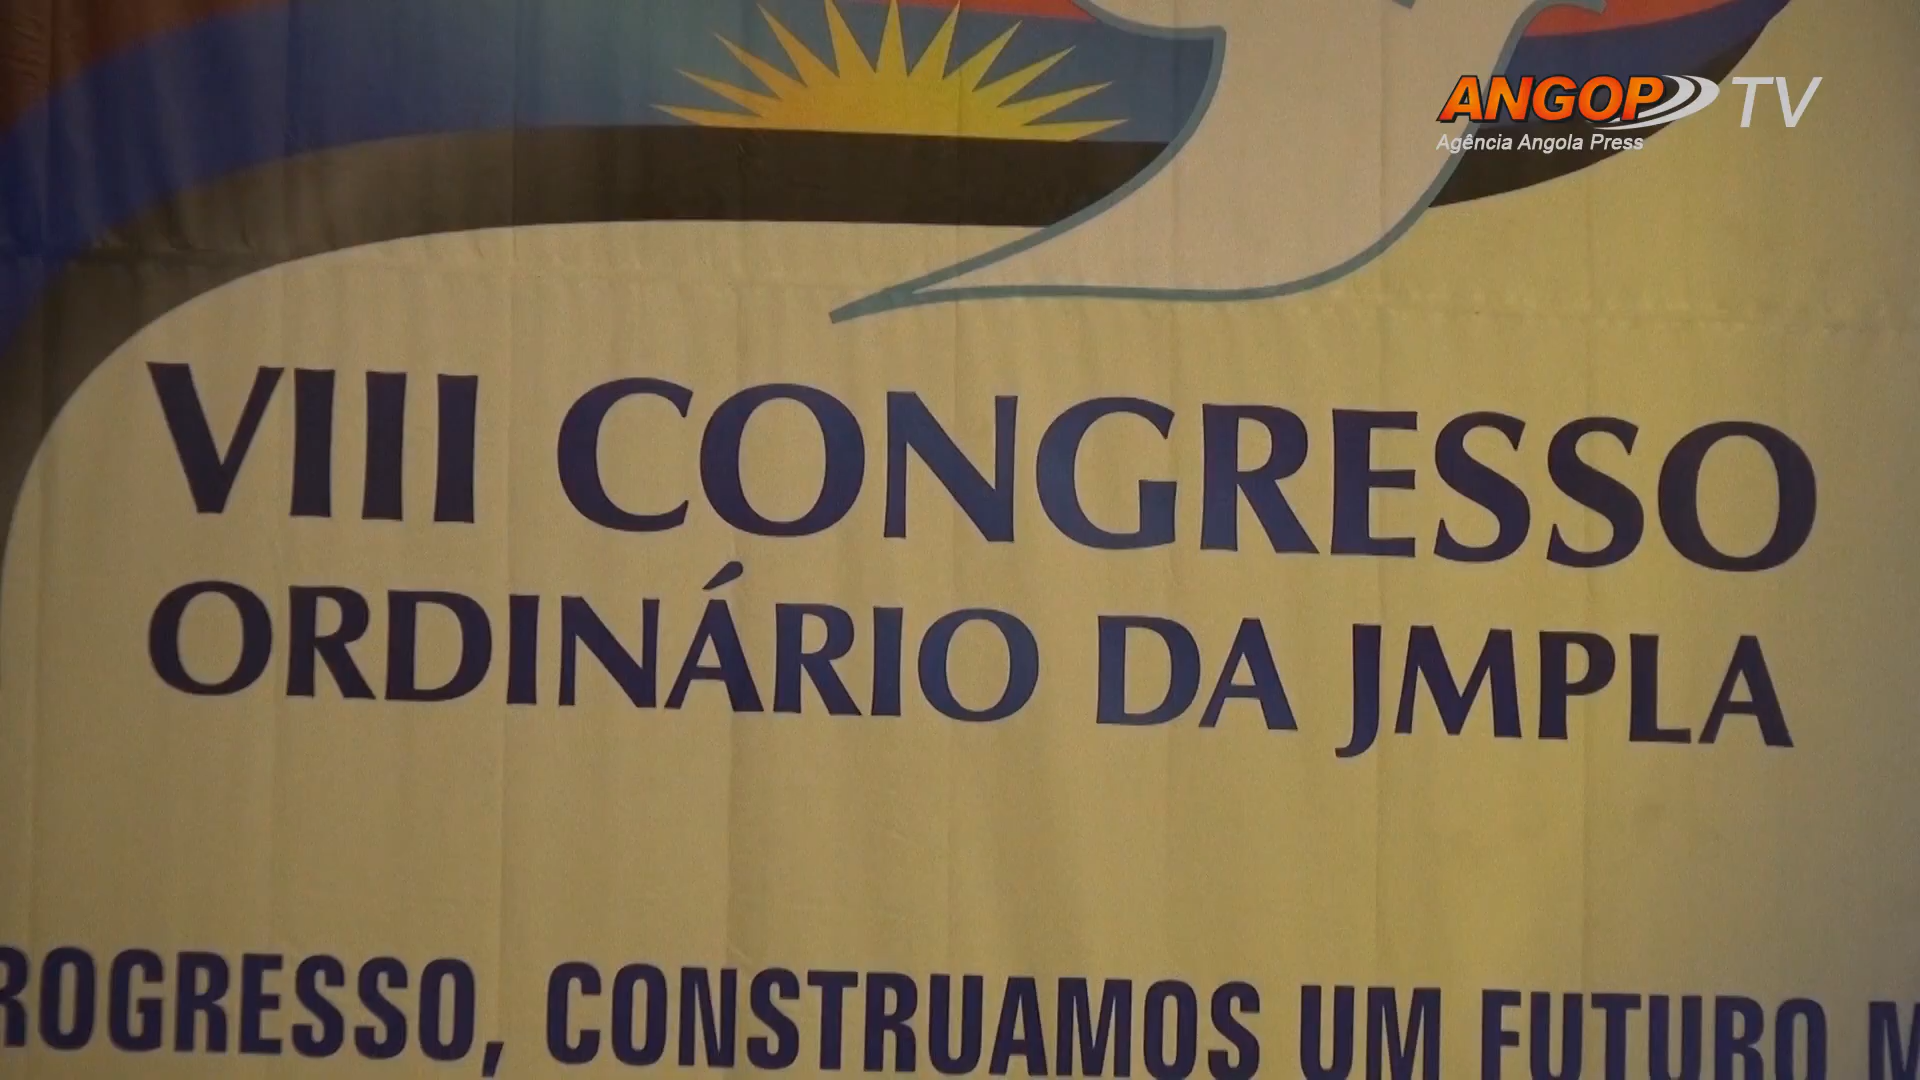 ANGOP TV
Agência Angola Press
VIII CONGRESSO
ORDINÁRIO DA JMPLA
ROGRESSO, CONSTRUAMOS UM FUTURO M